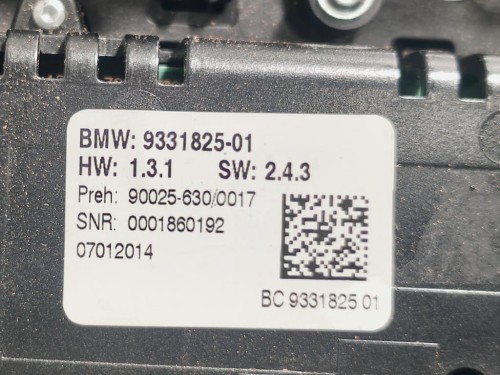 BMW: 9331825-01
HW: 1.3.1 SW: 2.4.3
Preh: 90025-630/0017
SNR: 0001860192
07012014
BC 9331825 01